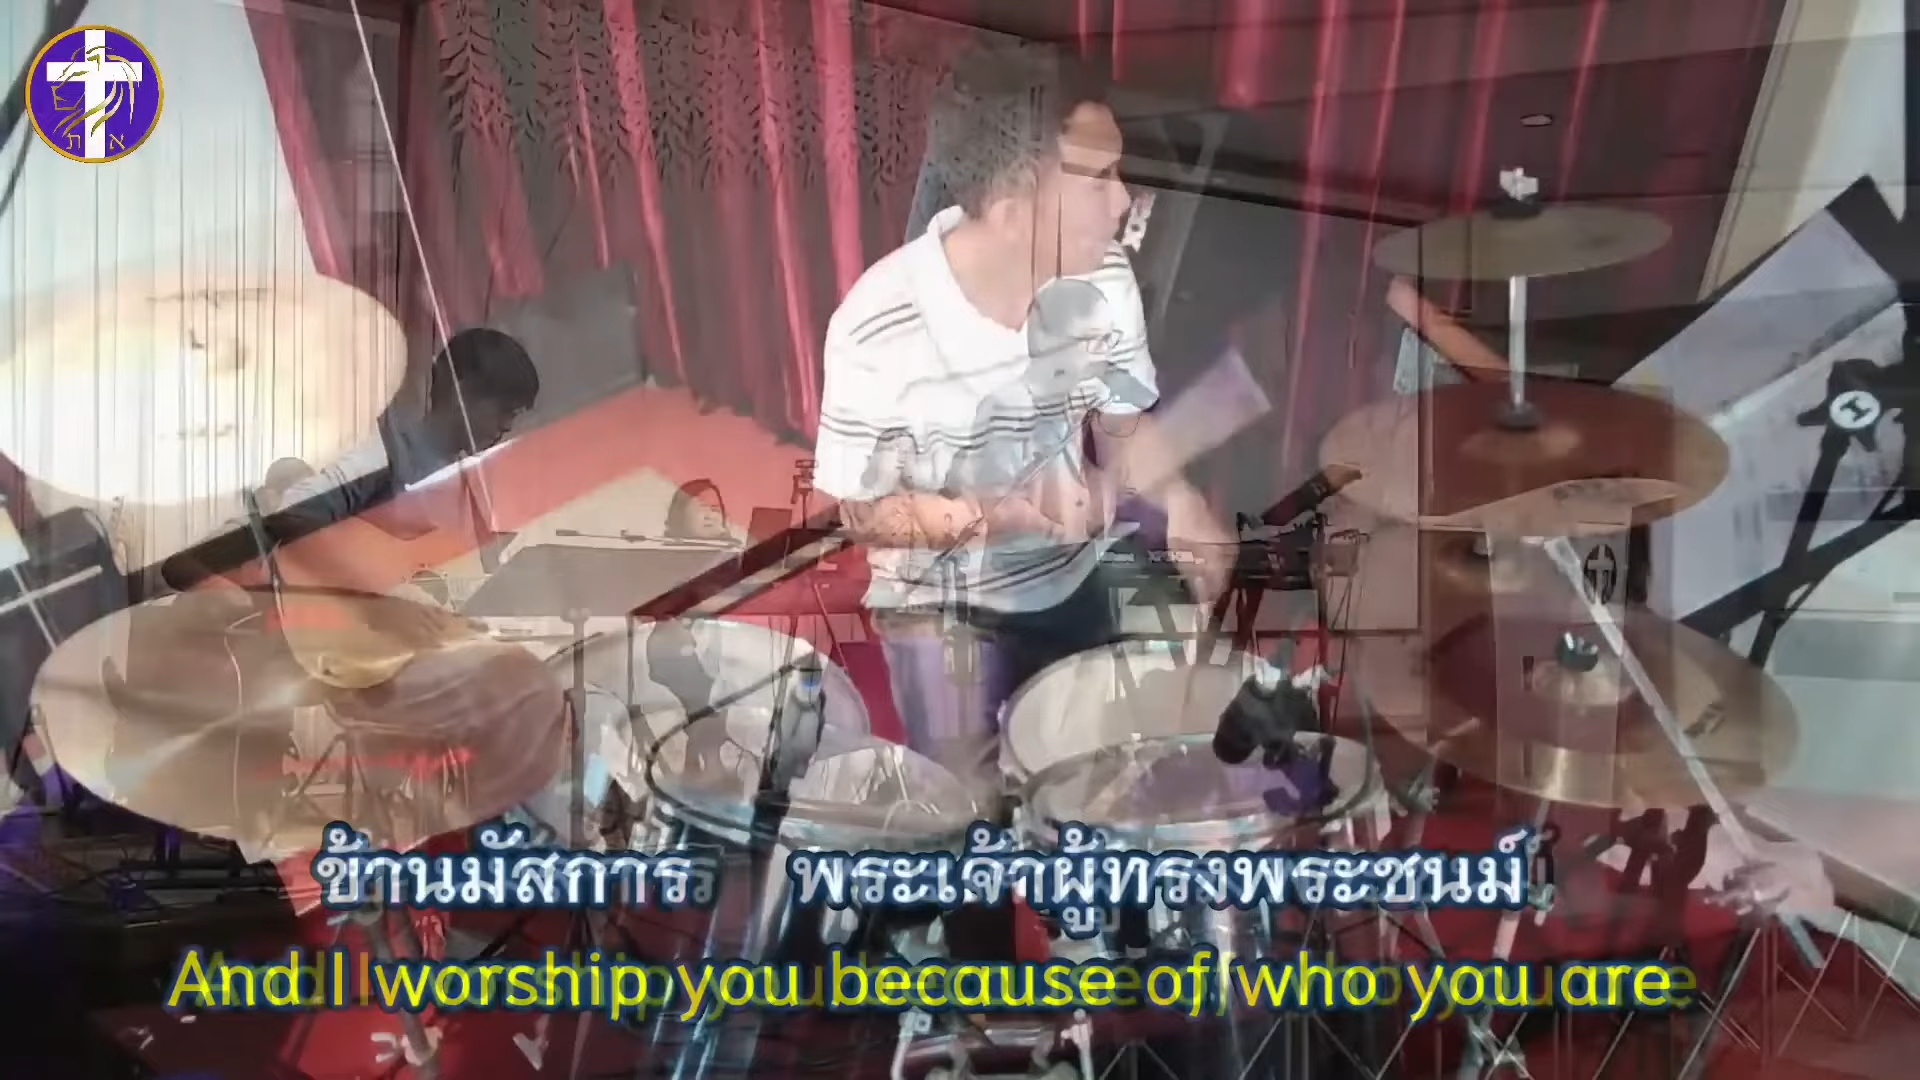 ת א
ข้านมัสการ พระเจ้าผู้ทรงพระชนม์
And I worship you because of who you are